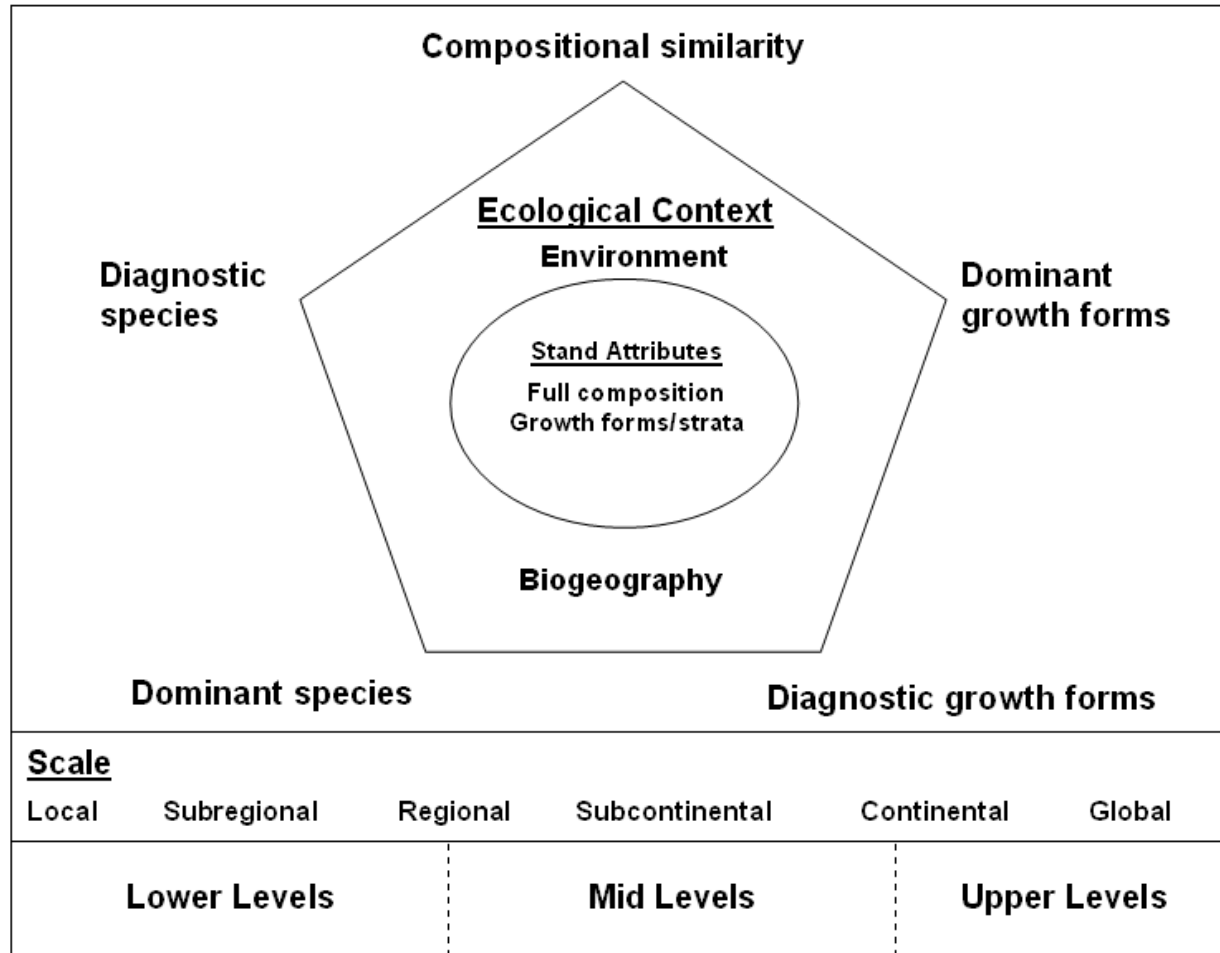 Compositional similarity
Ecological Context
Environment
Diagnostic
species
Dominant
growth forms
Stand Attributes
Full composition
Growth forms/strata
Biogeography
Dominant species
Diagnostic growth forms
Scale
Local Subregional Regional Subcontinental Continental Global
Lower Levels Mid Levels Upper Levels